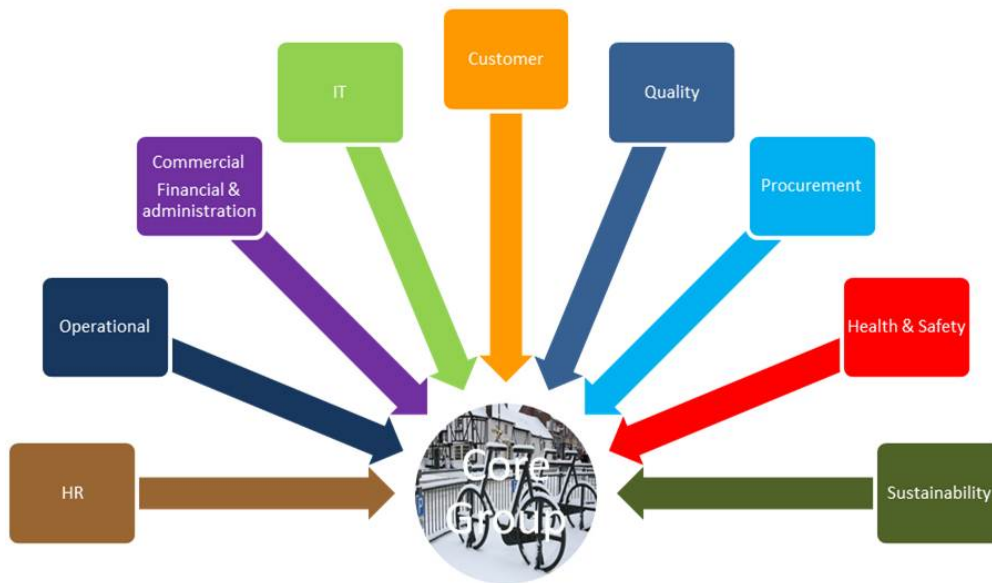 Customer
IT
Quality
Commercial
Financial &
administration
Procurement
Operational
Health & Safety
HR
Core
Group
Sustainability